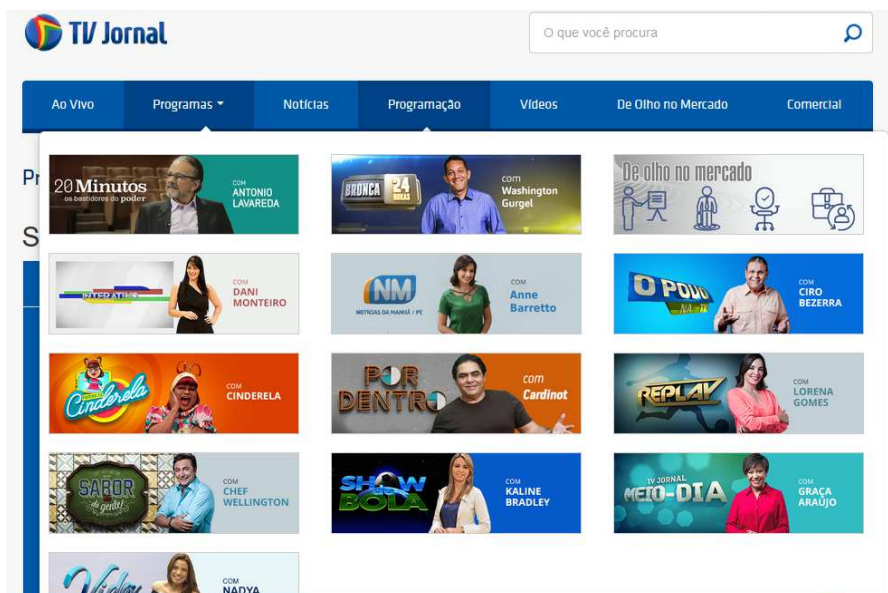 TV Jornal
O que você procura
Ao Vivo
Programas
Notícias
Programação
Vídeos
De Olho no Mercado
Comercial
Pr
S
20 Minutos
os bastidores do poder
COM
ANTONIO
LAVAREDA
BRONCA 24
HORAS
com
Washington
Gurgel
De olho no mercado
INTERATIVO
COM
DANI
MONTEIRO
NM
NOTÍCIAS DA MANHÃ / PE
COM
Anne
Barretto
O POVO
NA TV
COM
CIRO
BEZERRA
Cinderela
COM
CINDERELA
POR
DENTRO
com
Cardinot
REPLAY
COM
LORENA
GOMES
SABOR
da gente!
COM
CHEF
WELLINGTON
SHOW
DE
BOLA
COM
KALINE
BRADLEY
TV JORNAL
MEIO-DIA
COM
GRAÇA
ARAÚJO
COM
NADYA